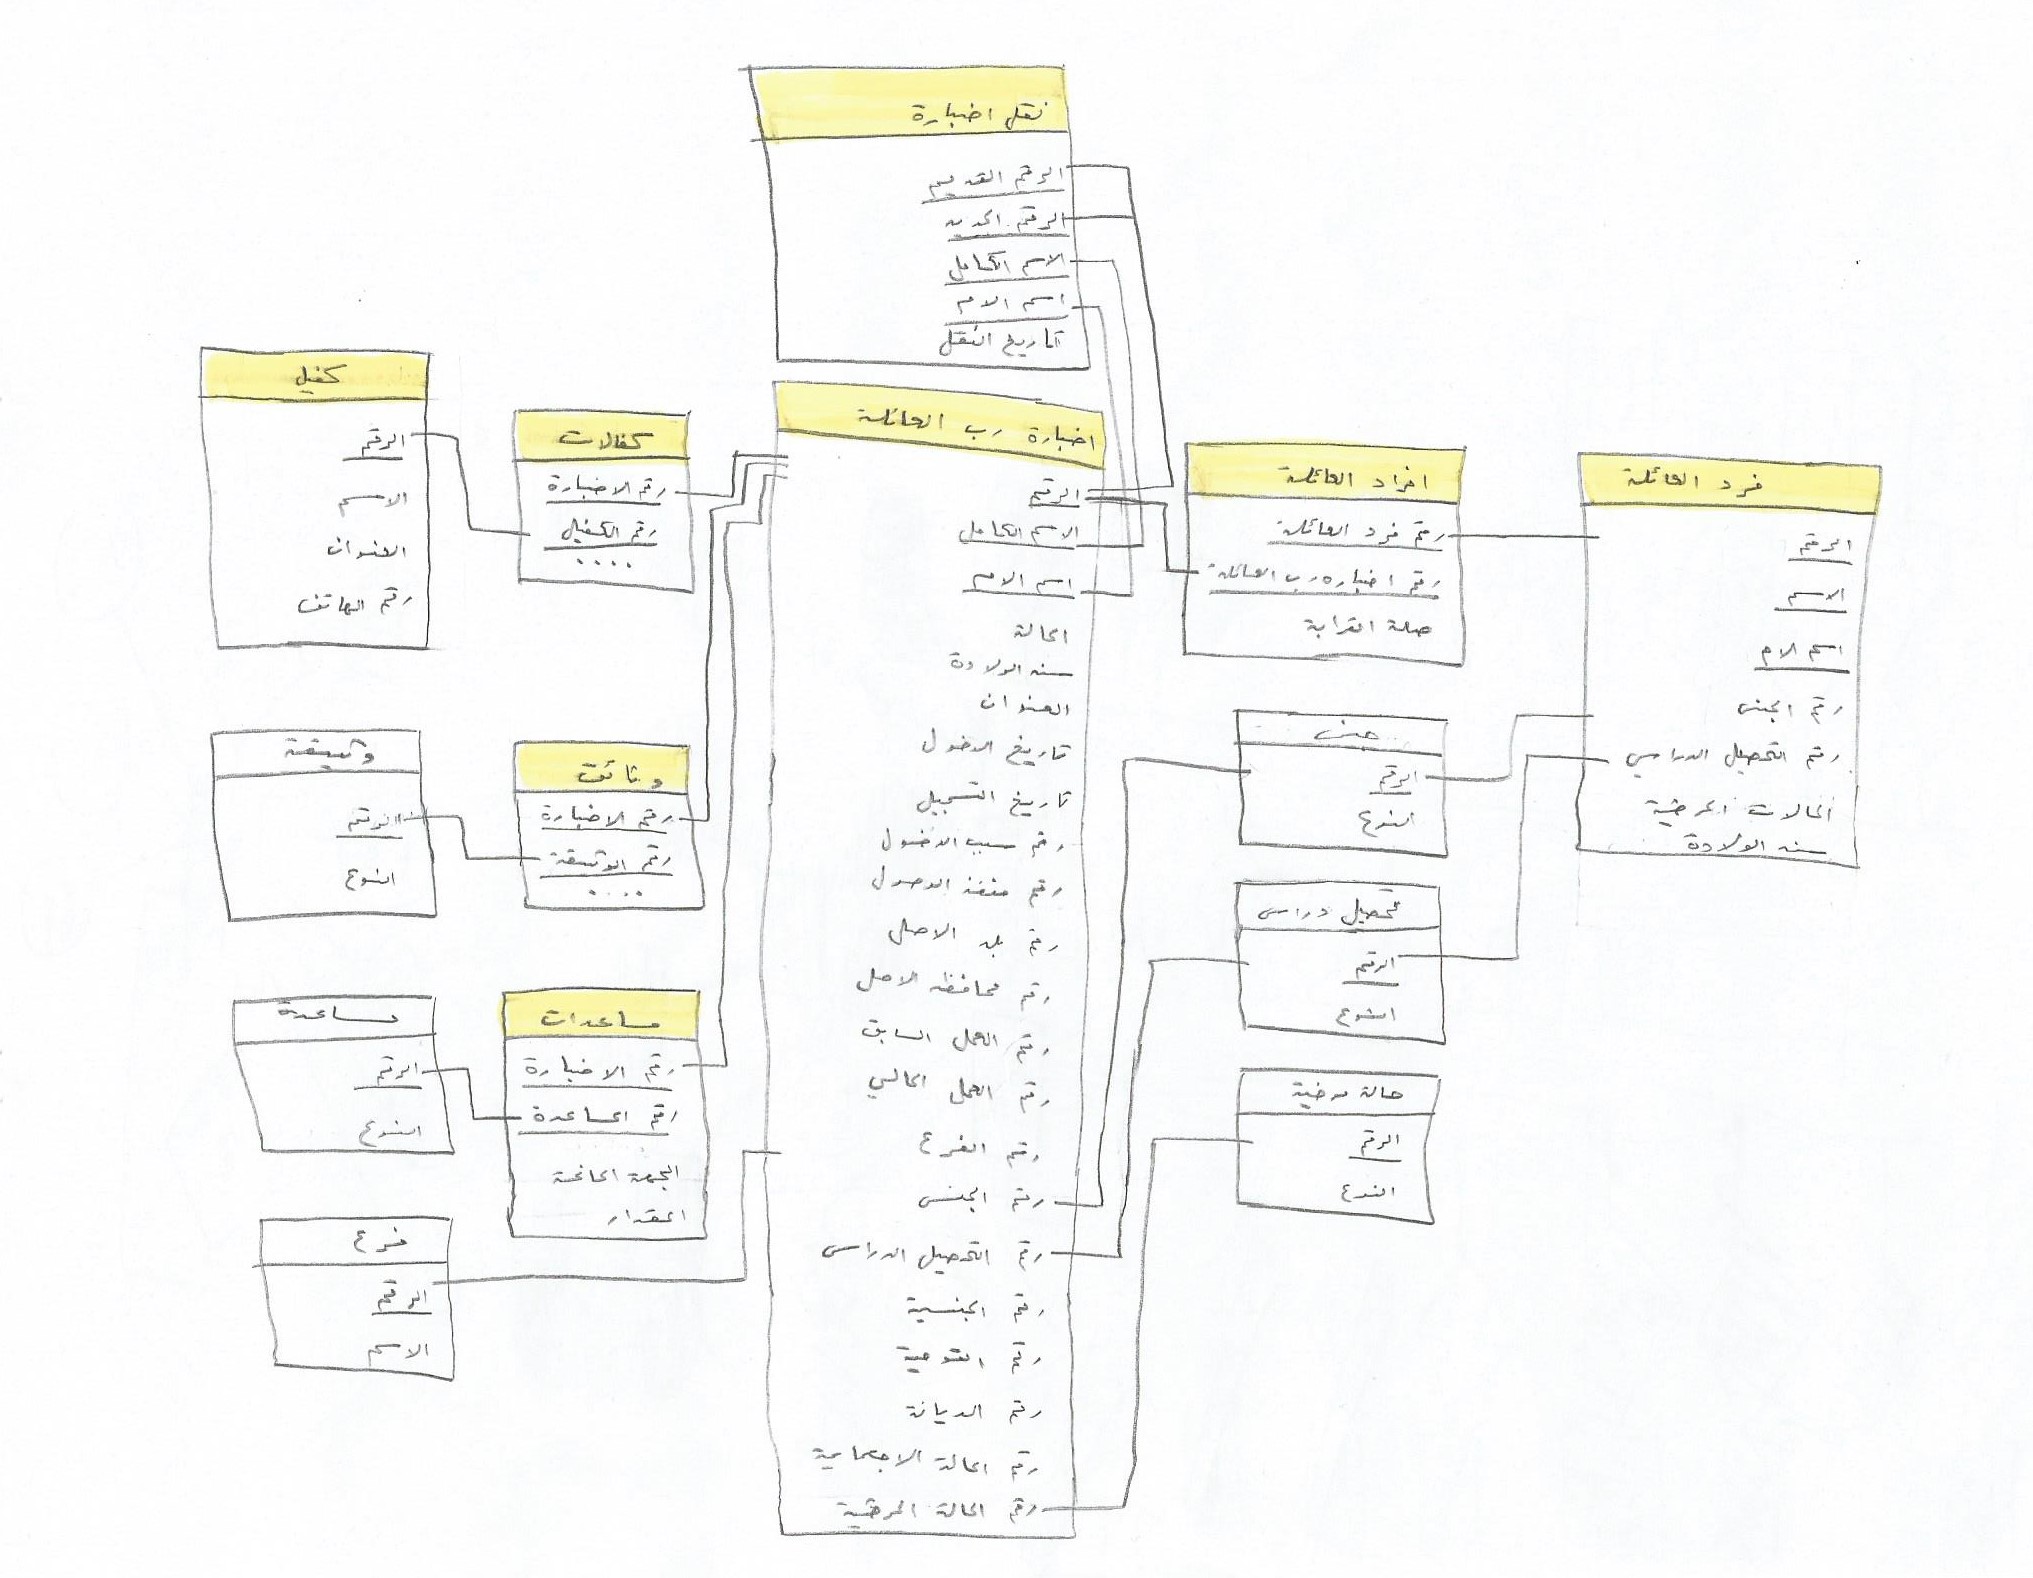 نقل اضبارة
الرقم القديم
الرقم الجديد
الاسم الكامل
اسم الام
تاريخ النقل
اضبارة رب العائلة
الرقم
الاسم الكامل
اسم الام
الحالة
سنة الولادة
العنوان
تاريخ الدخول
تاريخ التسجيل
رقم سبب الدخول
رقم منفذ الدخول
رقم بلد الاصل
رقم محافظة الاصل
رقم العمل السابق
رقم العمل الحالي
رقم الفرع
رقم الجنس
رقم التحصيل الدراسي
رقم الجنسية
رقم القومية
رقم الديانة
رقم الحالة الاجتماعية
رقم الحالة المرضية
فرد العائلة
الرقم
الاسم
اسم الام
رقم الجنس
رقم التحصيل الدراسي
الحالات المرضية
سنة الولادة
افراد العائلة
رقم فرد العائلة
رقم اضبارة رب العائلة
صلة القرابة
جنس
الرقم
النوع
تحصيل دراسي
الرقم
النوع
حالة مرضية
الرقم
النوع
كفالات
رقم الاضبارة
رقم الكفيل
....
كفيل
الرقم
الاسم
العنوان
رقم الهاتف
وثائق
رقم الاضبارة
رقم الوثيقة
....
وثيقة
الرقم
النوع
مساعدات
رقم الاضبارة
رقم المساعدة
الجهة المانحة
المقدار
مساعدة
الرقم
النوع
فرع
الرقم
الاسم